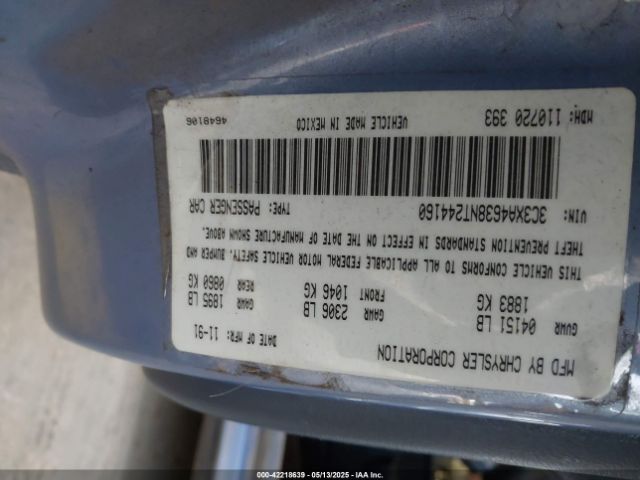 MFD BY CHRYSLER CORPORATION DATE OF MFR: 11-91
GVWR 04151 LB GAWR 2306 LB GAWR 1895 LB
1883 KG FRONT 1046 KG REAR 0860 KG
THIS VEHICLE CONFORMS TO ALL APPLICABLE FEDERAL MOTOR VEHICLE SAFETY, BUMPER AND
THEFT PREVENTION STANDARDS IN EFFECT ON THE DATE OF MANUFACTURE SHOWN ABOVE.
VIN: 3C3XA4638NT244160 TYPE: PASSENGER CAR
MDH: 110720 393 VEHICLE MADE IN MEXICO 4648106
000-42218639 - 05/13/2025 - IAA Inc.